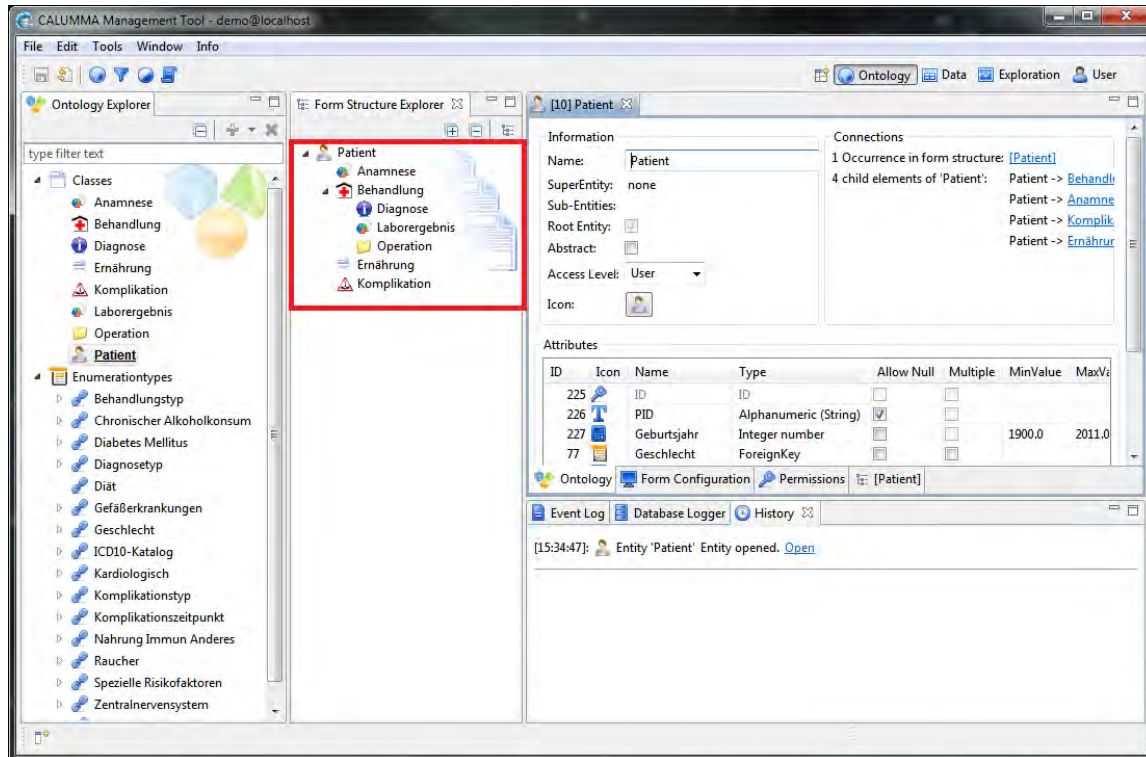 CALUMMA Management Tool - demo@localhost
File Edit Tools Window Info
Ontology Data Exploration User
Ontology Explorer
type filter text
Classes
Anamnese
Behandlung
Diagnose
Ernährung
Komplikation
Laborergebnis
Operation
Patient
Enumerationtypes
Behandlungstyp
Chronischer Alkoholkonsum
Diabetes Mellitus
Diagnosetyp
Diät
Gefäßerkrankungen
Geschlecht
ICD10-Katalog
Kardiologisch
Komplikationstyp
Komplikationszeitpunkt
Nahrung Immun Anderes
Raucher
Spezielle Risikofaktoren
Zentralnervensystem
Form Structure Explorer
Patient
Anamnese
Behandlung
Diagnose
Laborergebnis
Operation
Ernährung
Komplikation
[10] Patient
Information
Name: Patient
SuperEntity: none
Sub-Entities:
Root Entity:
Abstract:
Access Level: User
Icon:
Connections
1 Occurrence in form structure: [Patient]
4 child elements of 'Patient': Patient -> Behandlu
Patient -> Anamne
Patient -> Komplik
Patient -> Ernährur
Attributes
ID Icon Name Type Allow Null Multiple MinValue MaxVa
225 ID ID
226 PID Alphanumeric (String)
227 Geburtsjahr Integer number 1900.0 2011.0
77 Geschlecht ForeignKey
Ontology Form Configuration Permissions [Patient]
Event Log Database Logger History
[15:34:47]: Entity 'Patient' Entity opened. Open